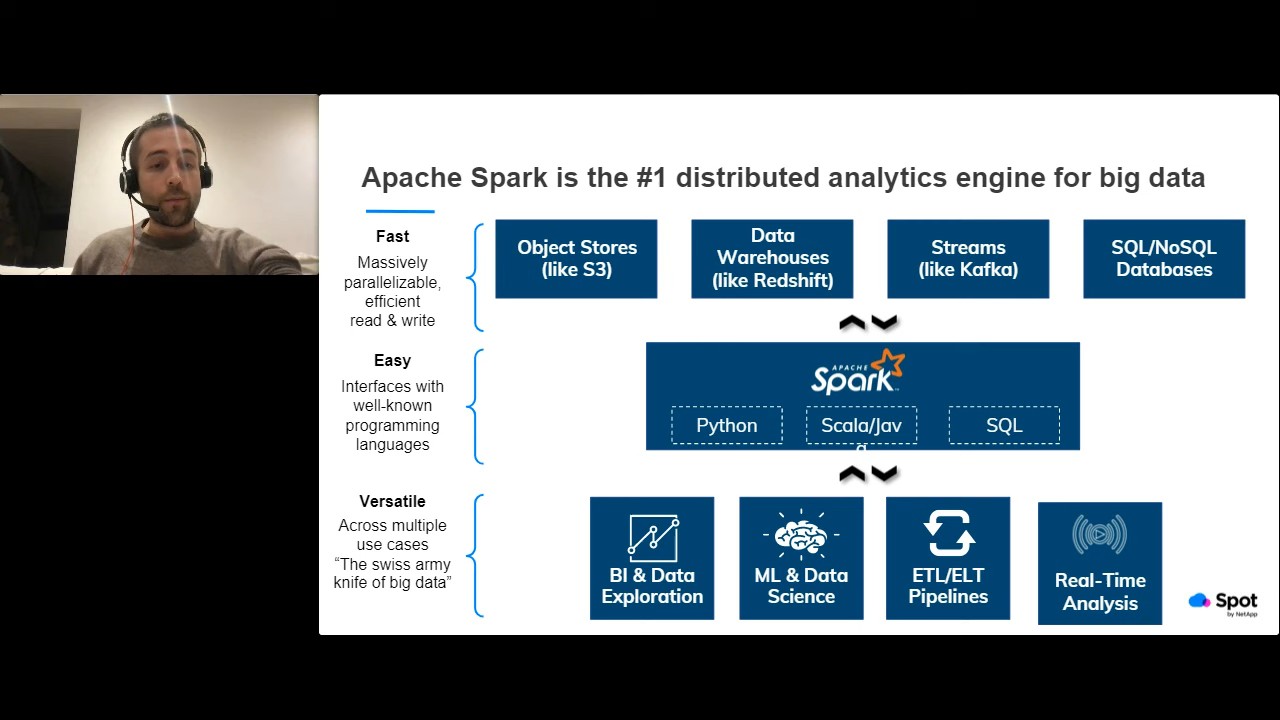 Apache Spark is the #1 distributed analytics engine for big data
Fast
Massively
parallelizable,
efficient
read & write
Object Stores
(like S3)
Data
Warehouses
(like Redshift)
Streams
(like Kafka)
SQL/NoSQL
Databases
Easy
Interfaces with
well-known
programming
languages
APACHE
Spark™
Python
Scala/Jav
a
SQL
Versatile
Across multiple
use cases
“The swiss army
knife of big data”
BI & Data
Exploration
ML & Data
Science
ETL/ELT
Pipelines
Real-Time
Analysis
Spot
by NetApp